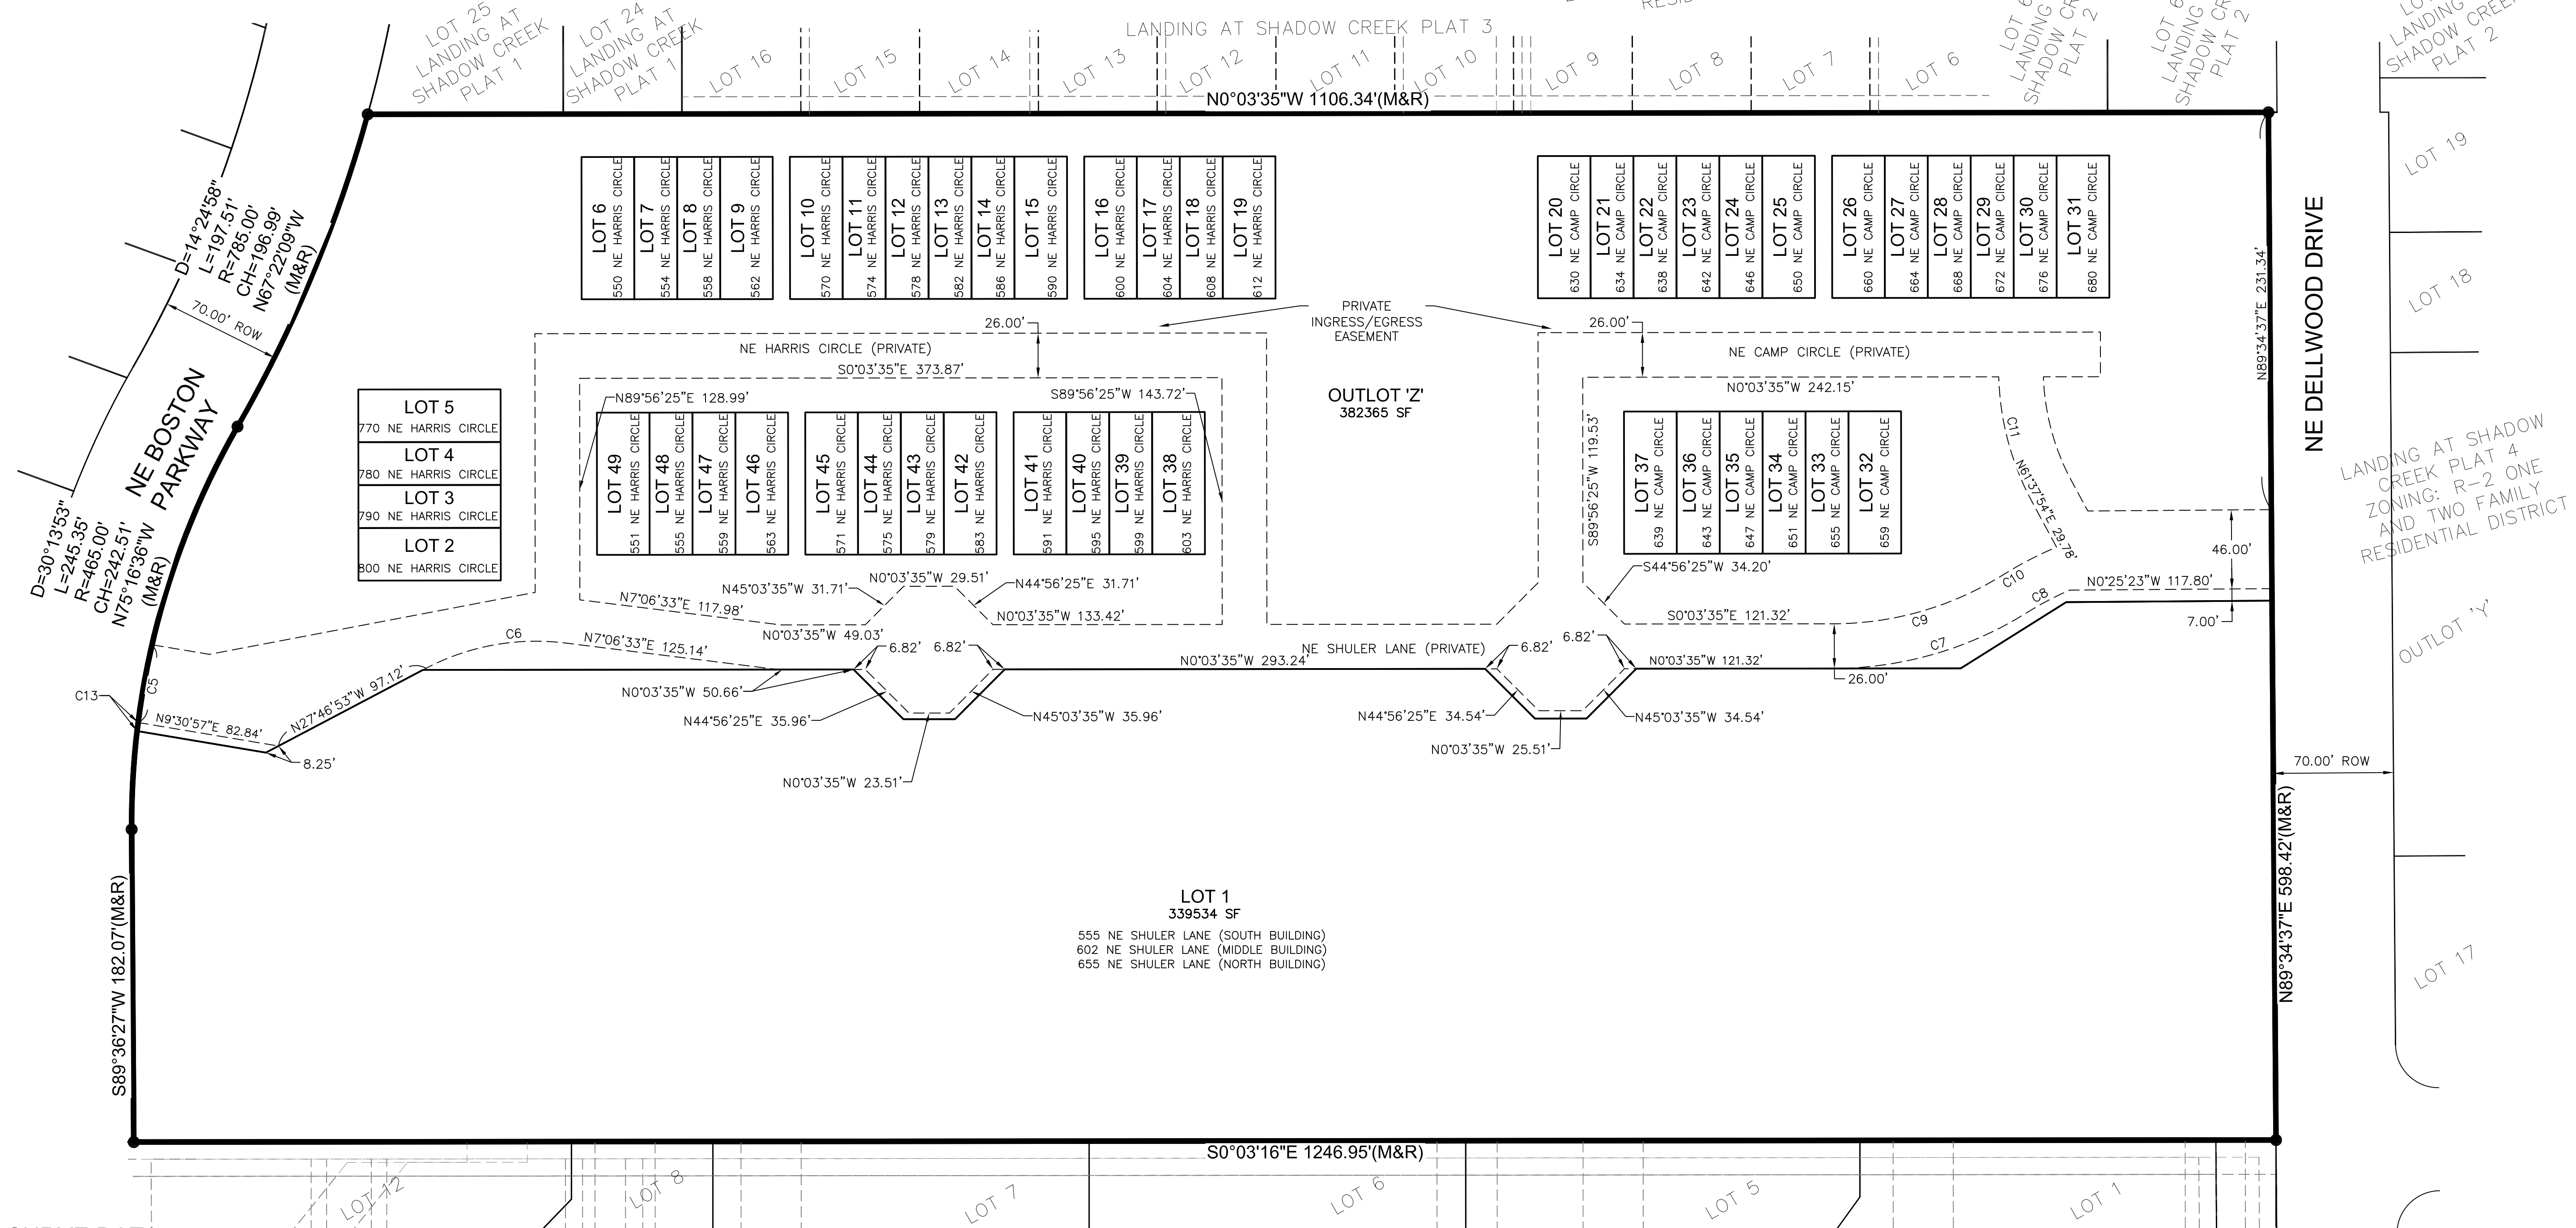 LOT 25
LANDING AT
SHADOW CREEK
PLAT 1
LOT 24
LANDING AT
SHADOW CREEK
PLAT 1
LANDING AT SHADOW CREEK PLAT 3
LOT 16
LOT 15
LOT 14
LOT 13
LOT 12
LOT 11
LOT 10
LOT 9
LOT 8
LOT 7
LOT 6
PLAT 2
PLAT 2
SHADOW CREEK
PLAT 2
N0°03'35"W 1106.34'(M&R)
D=14°24'58"
L=197.51'
R=785.00'
CH=196.99'
N67°22'09"W
(M&R)
70.00' ROW
NE BOSTON
PARKWAY
D=30°13'53"
L=245.35'
R=465.00'
CH=242.51'
N75°16'36"W
(M&R)
LOT 6
550 NE HARRIS CIRCLE
LOT 7
554 NE HARRIS CIRCLE
LOT 8
558 NE HARRIS CIRCLE
LOT 9
562 NE HARRIS CIRCLE
LOT 10
570 NE HARRIS CIRCLE
LOT 11
574 NE HARRIS CIRCLE
LOT 12
578 NE HARRIS CIRCLE
LOT 13
582 NE HARRIS CIRCLE
LOT 14
586 NE HARRIS CIRCLE
LOT 15
590 NE HARRIS CIRCLE
LOT 16
600 NE HARRIS CIRCLE
LOT 17
604 NE HARRIS CIRCLE
LOT 18
608 NE HARRIS CIRCLE
LOT 19
612 NE HARRIS CIRCLE
LOT 20
630 NE CAMP CIRCLE
LOT 21
634 NE CAMP CIRCLE
LOT 22
638 NE CAMP CIRCLE
LOT 23
642 NE CAMP CIRCLE
LOT 24
646 NE CAMP CIRCLE
LOT 25
650 NE CAMP CIRCLE
LOT 26
660 NE CAMP CIRCLE
LOT 27
664 NE CAMP CIRCLE
LOT 28
668 NE CAMP CIRCLE
LOT 29
672 NE CAMP CIRCLE
LOT 30
676 NE CAMP CIRCLE
LOT 31
680 NE CAMP CIRCLE
N89°34'37"E 231.34'
NE DELLWOOD DRIVE
LOT 19
LOT 18
PRIVATE
INGRESS/EGRESS
EASEMENT
26.00'
26.00'
NE HARRIS CIRCLE (PRIVATE)
S0°03'35"E 373.87'
NE CAMP CIRCLE (PRIVATE)
N0°03'35"W 242.15'
N89°56'25"E 128.99'
S89°56'25"W 143.72'
OUTLOT 'Z'
382365 SF
S89°56'25"W 119.53'
LOT 5
770 NE HARRIS CIRCLE
LOT 4
780 NE HARRIS CIRCLE
LOT 3
790 NE HARRIS CIRCLE
LOT 2
800 NE HARRIS CIRCLE
LOT 49
551 NE HARRIS CIRCLE
LOT 48
555 NE HARRIS CIRCLE
LOT 47
559 NE HARRIS CIRCLE
LOT 46
563 NE HARRIS CIRCLE
LOT 45
571 NE HARRIS CIRCLE
LOT 44
575 NE HARRIS CIRCLE
LOT 43
579 NE HARRIS CIRCLE
LOT 42
583 NE HARRIS CIRCLE
LOT 41
591 NE HARRIS CIRCLE
LOT 40
595 NE HARRIS CIRCLE
LOT 39
599 NE HARRIS CIRCLE
LOT 38
603 NE HARRIS CIRCLE
LOT 37
639 NE CAMP CIRCLE
LOT 36
643 NE CAMP CIRCLE
LOT 35
647 NE CAMP CIRCLE
LOT 34
651 NE CAMP CIRCLE
LOT 33
655 NE CAMP CIRCLE
LOT 32
659 NE CAMP CIRCLE
C11
N61°37'54"E 29.78'
LANDING AT SHADOW
CREEK PLAT 4
ZONING: R-2 ONE
AND TWO FAMILY
RESIDENTIAL DISTRICT
OUTLOT 'Y'
46.00'
S44°56'25"W 34.20'
N45°03'35"W 31.71'
N0°03'35"W 29.51'
N44°56'25"E 31.71'
N7°06'33"E 117.98'
N0°03'35"W 133.42'
S0°03'35"E 121.32'
C10
C9
C8
C7
N0°25'23"W 117.80'
7.00'
C6
N7°06'33"E 125.14'
N0°03'35"W 49.03'
6.82'
6.82'
NE SHULER LANE (PRIVATE)
N0°03'35"W 293.24'
6.82'
6.82'
N0°03'35"W 121.32'
26.00'
C13
C5
N9°30'57"E 82.84'
N27°46'53"W 97.12'
8.25'
N0°03'35"W 50.66'
N44°56'25"E 35.96'
N45°03'35"W 35.96'
N0°03'35"W 23.51'
N44°56'25"E 34.54'
N45°03'35"W 34.54'
N0°03'35"W 25.51'
70.00' ROW
N89°34'37"E 598.42'(M&R)
S89°36'27"W 182.07'(M&R)
LOT 1
339534 SF
555 NE SHULER LANE (SOUTH BUILDING)
602 NE SHULER LANE (MIDDLE BUILDING)
655 NE SHULER LANE (NORTH BUILDING)
LOT 17
S0°03'16"E 1246.95'(M&R)
LOT 12
LOT 8
LOT 7
LOT 6
LOT 5
LOT 1